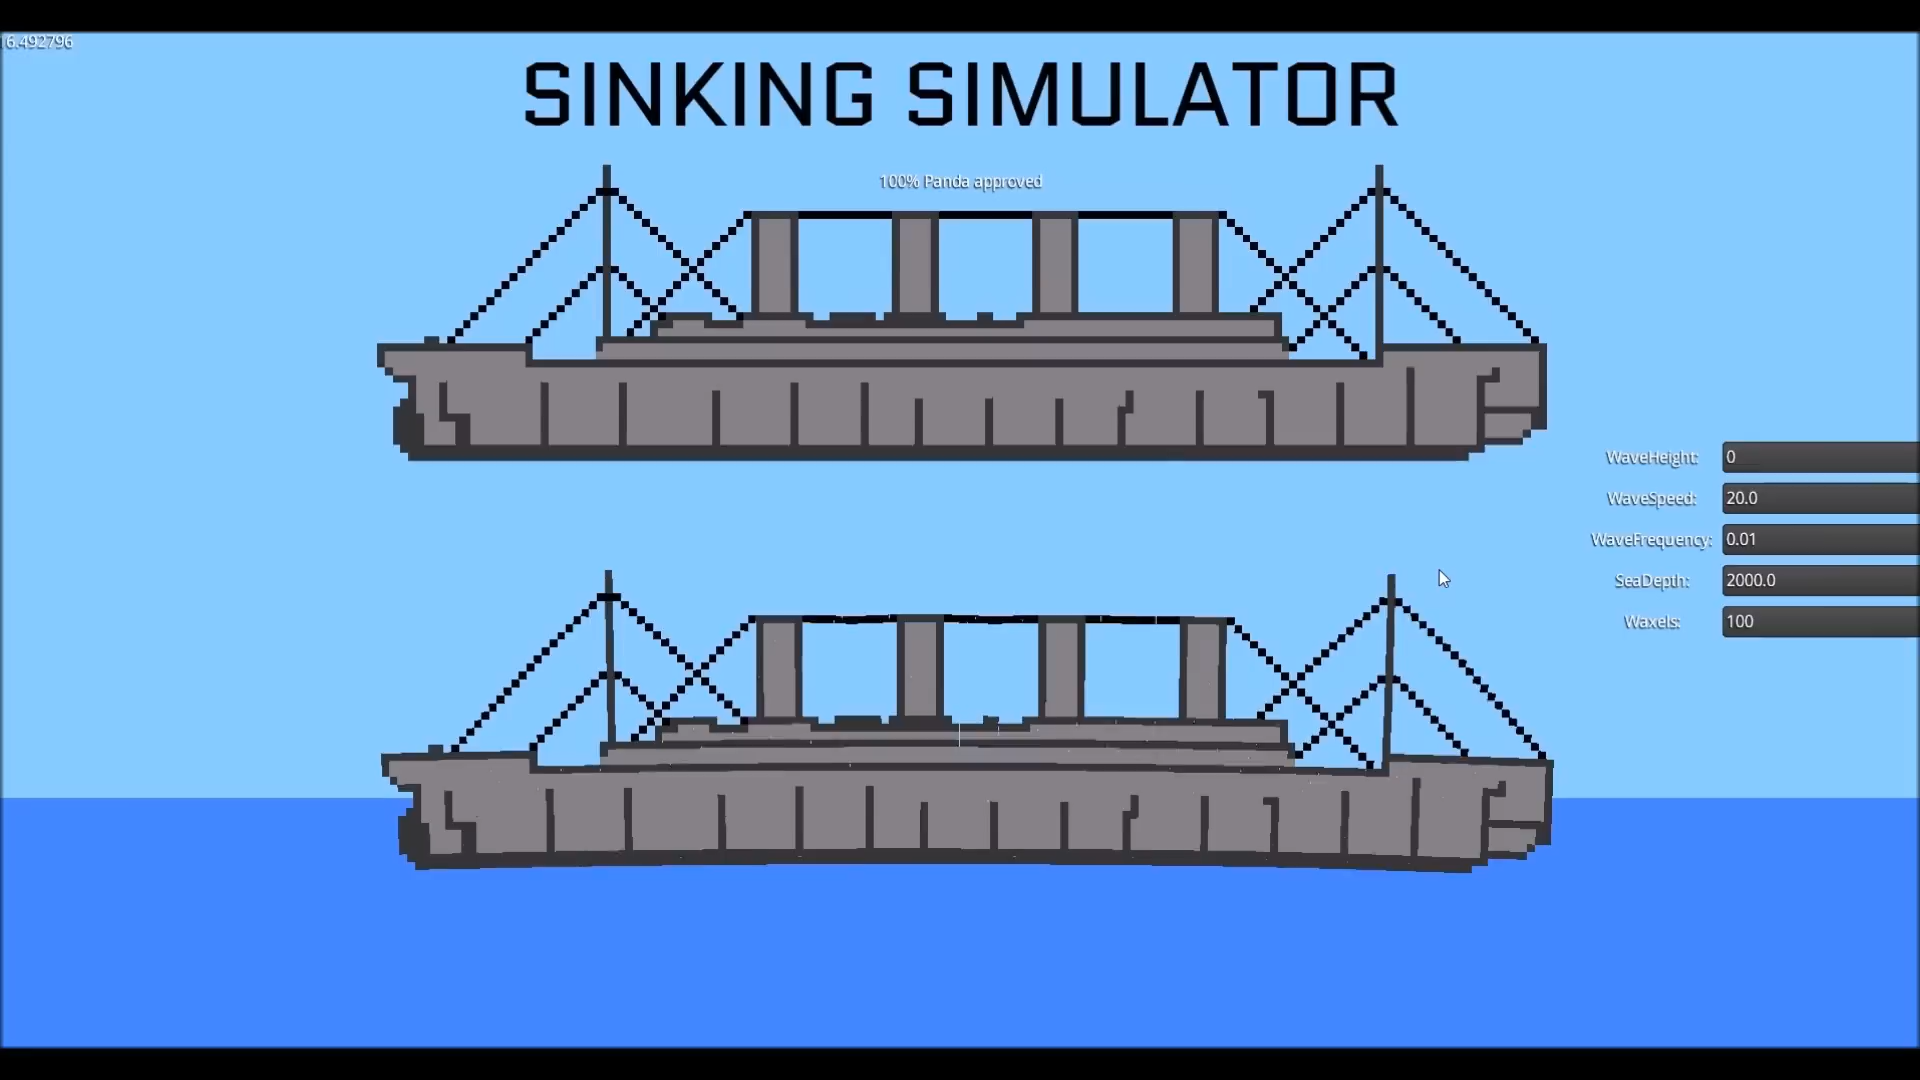 16.492796
SINKING SIMULATOR
100% Panda approved
WaveHeight: 0
WaveSpeed: 20.0
WaveFrequency: 0.01
SeaDepth: 2000.0
Waxels: 100